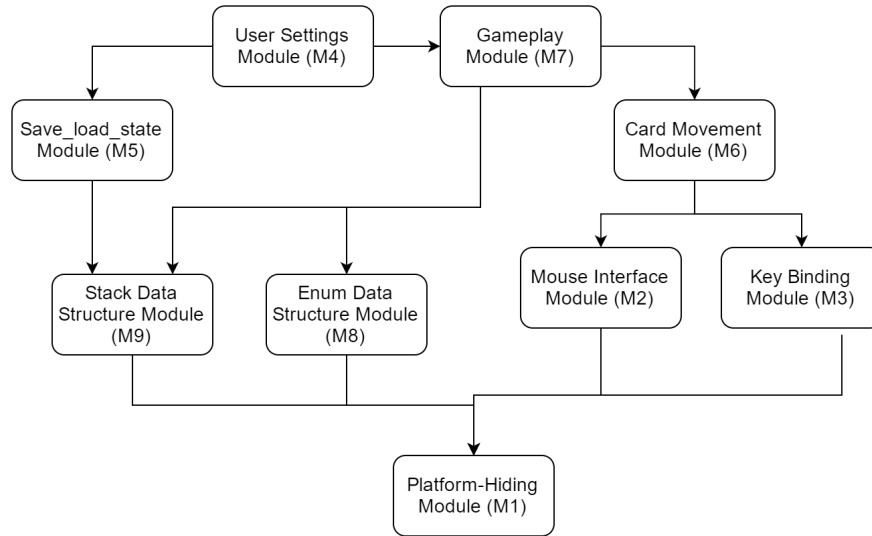 User Settings
Module (M4)
Gameplay
Module (M7)
Save_load_state
Module (M5)
Card Movement
Module (M6)
Stack Data
Structure Module
(M9)
Enum Data
Structure Module
(M8)
Mouse Interface
Module (M2)
Key Binding
Module (M3)
Platform-Hiding
Module (M1)